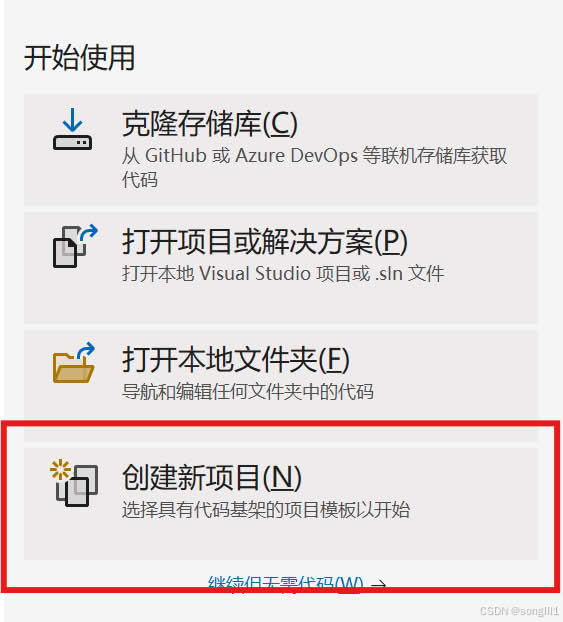 开始使用
克隆存储库(C)
从 GitHub 或 Azure DevOps 等联机存储库获取
代码
打开项目或解决方案(P)
打开本地 Visual Studio 项目或 .sln 文件
打开本地文件夹(F)
导航和编辑任何文件夹中的代码
创建新项目(N)
选择具有代码基架的项目模板以开始
继续但无需代码(W) →
CSDN @songlll1